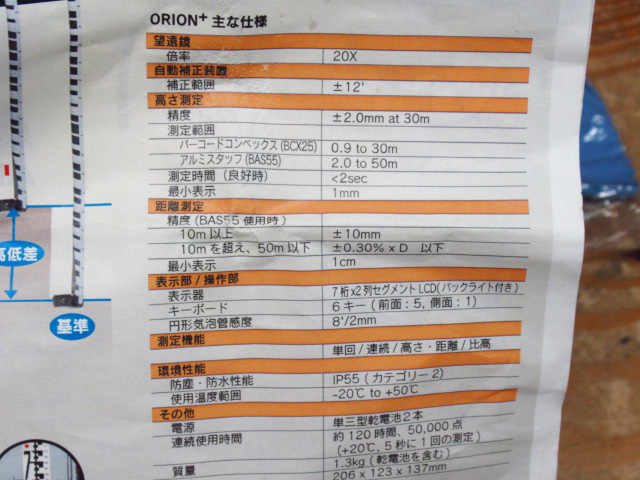 ORION+ 主な仕様
望遠鏡
倍率 20X
自動補正装置
補正範囲 ±12'
高さ測定
精度 ±2.0mm at 30m
測定範囲
バーコードコンベックス(BCX25) 0.9 to 30m
アルミスタッフ(BAS55) 2.0 to 50m
測定時間（良好時） <2sec
最小表示 1mm
距離測定
精度(BAS55 使用時)
10m以上 ±10mm
10mを超え、50m以下 ±0.30% x D 以下
最小表示 1cm
表示部/操作部
表示器 7桁x2列セグメントLCD(バックライト付き)
キーボード 6キー(前面:5, 側面:1)
円形気泡管感度 8'/2mm
測定機能
単回/連続/高さ・距離/比高
環境性能
防塵・防水性能 IP55 (カテゴリー2)
使用温度範囲 -20℃ to +50℃
その他
電源 単三型乾電池2本
連続使用時間 約120時間、50,000点
(+20℃, 5秒に1回の測定)
質量 1.3kg(乾電池を含む)
206 x 123 x 137mm
高低差
基準